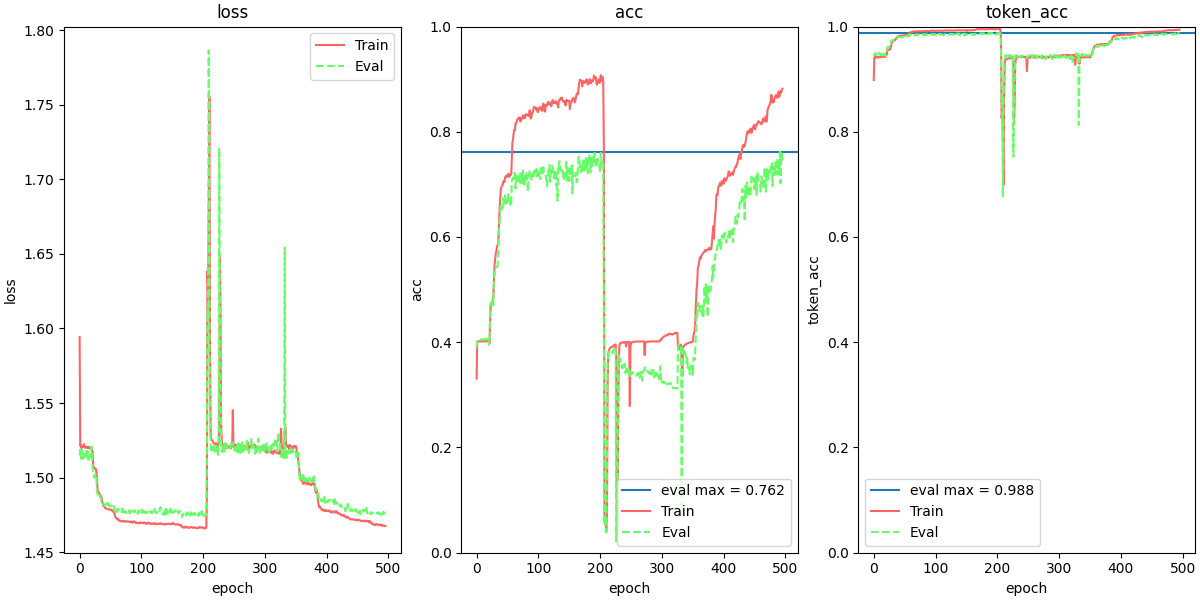 loss
loss
1.80
1.75
1.70
1.65
1.60
1.55
1.50
1.45
Train
Eval
0 100 200 300 400 500
epoch
acc
acc
1.0
0.8
0.6
0.4
0.2
0.0
eval max = 0.762
Train
Eval
0 100 200 300 400 500
epoch
token_acc
token_acc
1.0
0.8
0.6
0.4
0.2
0.0
eval max = 0.988
Train
Eval
0 100 200 300 400 500
epoch